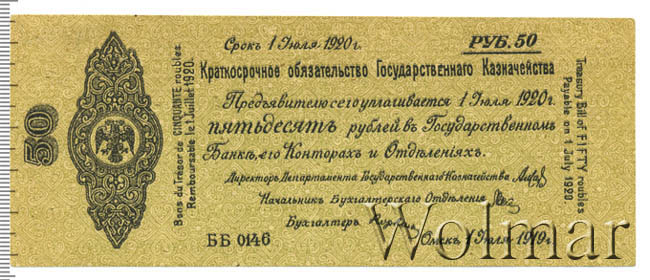 Срокъ 1 Июля 1920 г.
РУБ. 50
Краткосрочное обязательство Государственнаго Казначейства
Предъявителю сего уплачивается 1 Июля 1920 г.
пятьдесятъ рублей въ Государственномъ
Банкѣ, его Конторахъ и Отдѣленіяхъ.
Директоръ Департамента Государственнаго Казначейства
Начальникъ Бухгалтерскаго Отдѣленія
Бухгалтеръ
ББ 0146
Омскъ 1 Июля 1919 г.
50
Bons du Trésor de CINQUANTE roubles
Remboursable le 1 Juillet 1920.
Treasury Bill of FIFTY roubles
Payable on 1 July 1920.
Wolmar